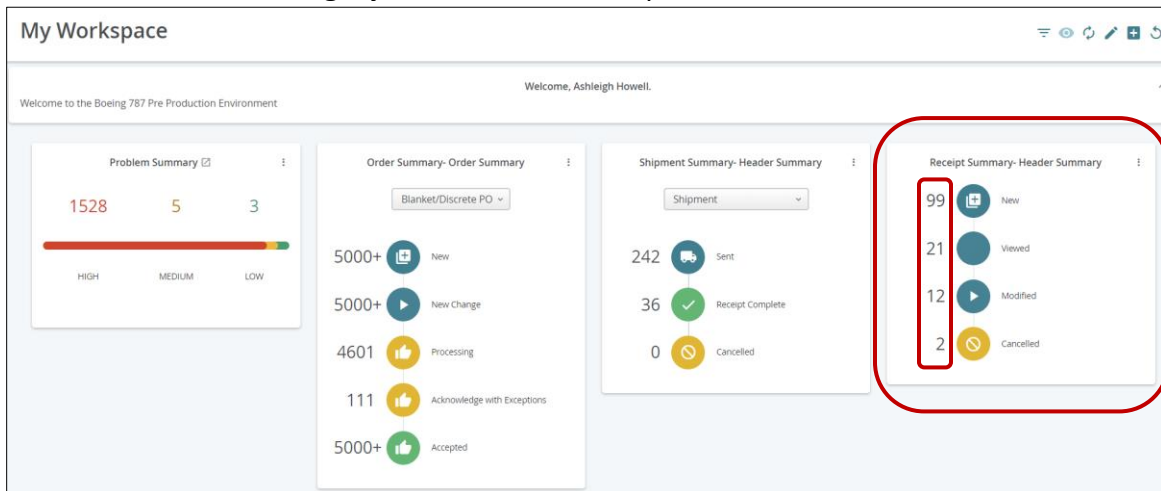 My Workspace
Welcome, Ashleigh Howell.
Welcome to the Boeing 787 Pre Production Environment
Problem Summary
1528 5 3
HIGH MEDIUM LOW
Order Summary- Order Summary
Blanket/Discrete PO
5000+ New
5000+ New Change
4601 Processing
111 Acknowledge with Exceptions
5000+ Accepted
Shipment Summary- Header Summary
Shipment
242 Sent
36 Receipt Complete
0 Cancelled
Receipt Summary- Header Summary
99 New
21 Viewed
12 Modified
2 Cancelled